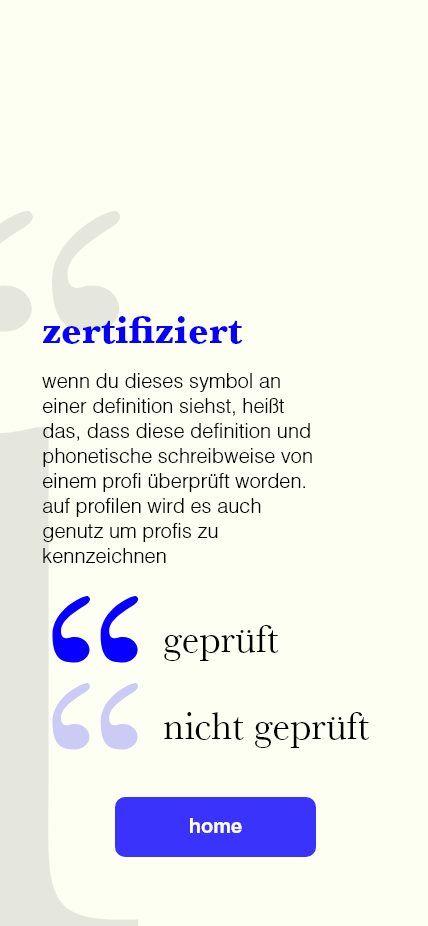 zertifiziert
wenn du dieses symbol an
einer definition siehst, heißt
das, dass diese definition und
phonetische schreibweise von
einem profi überprüft worden.
auf profilen wird es auch
genutz um profis zu
kennzeichnen
“ geprüft
“ nicht geprüft
home